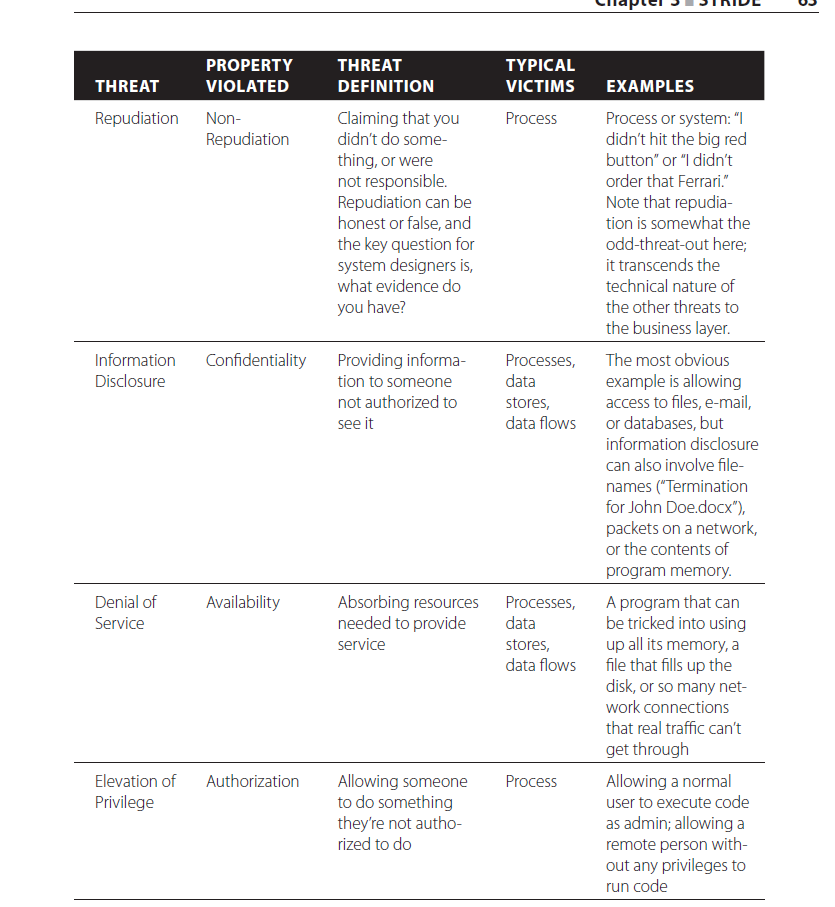 Chapter 3 ■ STRIDE 63
THREAT PROPERTY VIOLATED THREAT DEFINITION TYPICAL VICTIMS EXAMPLES
Repudiation
Non-
Repudiation
Claiming that you
didn't do some-
thing, or were
not responsible.
Repudiation can be
honest or false, and
the key question for
system designers is,
what evidence do
you have?
Process
Process or system: “I
didn't hit the big red
button” or “I didn't
order that Ferrari.”
Note that repudia-
tion is somewhat the
odd-threat-out here;
it transcends the
technical nature of
the other threats to
the business layer.
Information
Disclosure
Confidentiality
Providing informa-
tion to someone
not authorized to
see it
Processes,
data
stores,
data flows
The most obvious
example is allowing
access to files, e-mail,
or databases, but
information disclosure
can also involve file-
names (“Termination
for John Doe.docx”),
packets on a network,
or the contents of
program memory.
Denial of
Service
Availability
Absorbing resources
needed to provide
service
Processes,
data
stores,
data flows
A program that can
be tricked into using
up all its memory, a
file that fills up the
disk, or so many net-
work connections
that real traffic can't
get through
Elevation of
Privilege
Authorization
Allowing someone
to do something
they're not autho-
rized to do
Process
Allowing a normal
user to execute code
as admin; allowing a
remote person with-
out any privileges to
run code